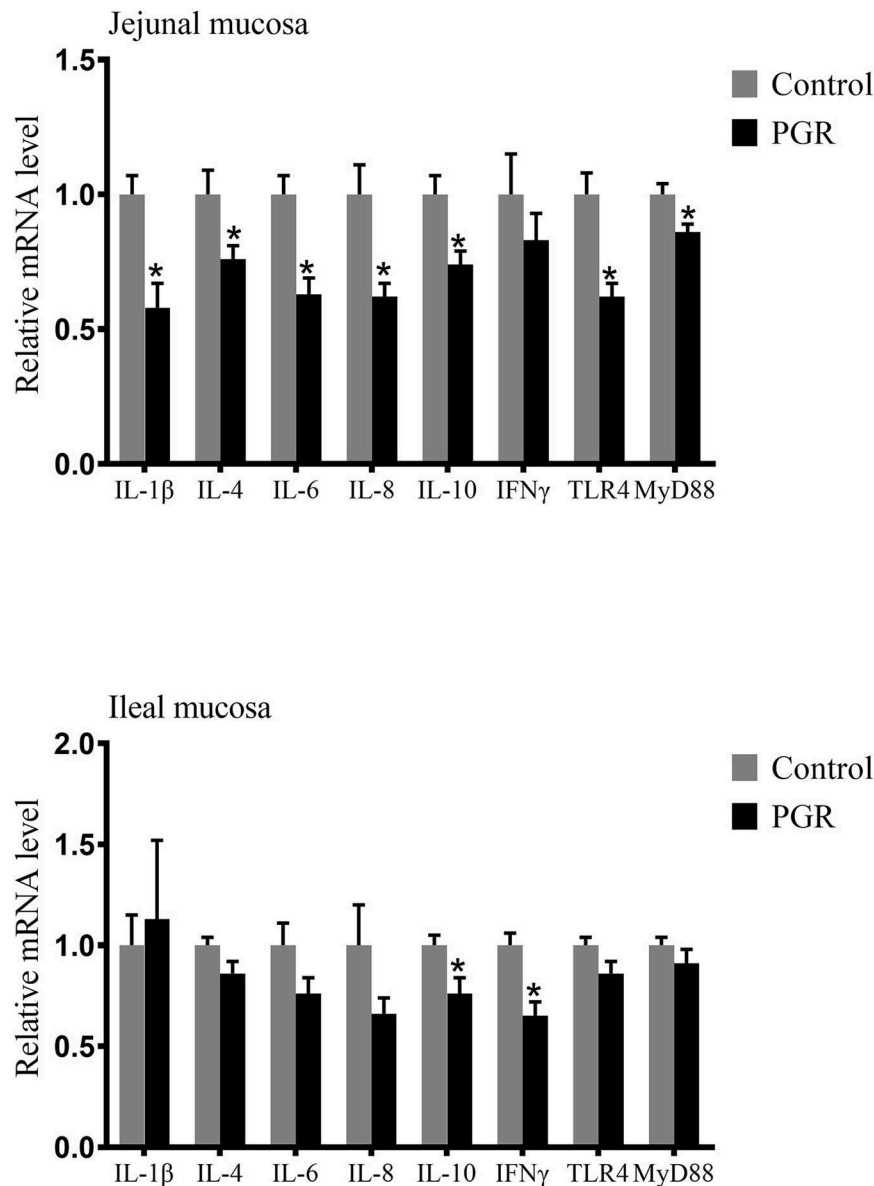 Jejunal mucosa
1.5
Control
PGR
1.0
Relative mRNA level
*
*
*
*
*
*
*
0.5
0.0
IL-1β IL-4 IL-6 IL-8 IL-10 IFNγ TLR4 MyD88
Ileal mucosa
2.0
Control
PGR
1.5
Relative mRNA level
1.0
*
*
0.5
0.0
IL-1β IL-4 IL-6 IL-8 IL-10 IFNγ TLR4 MyD88